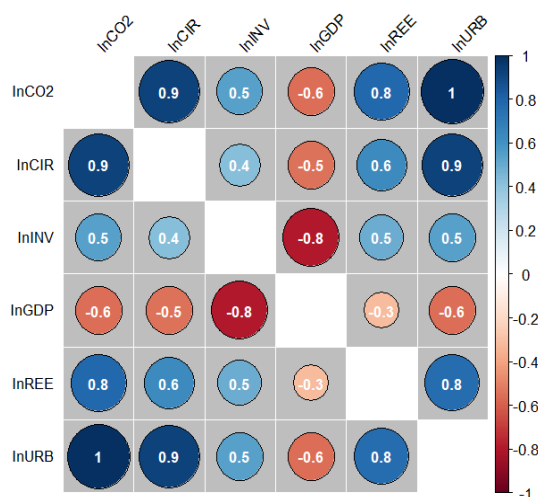 lnCO2 lnCIR lnINV lnGDP lnREE lnURB
lnCO2 0.9 0.5 -0.6 0.8 1
lnCIR 0.9 0.4 -0.5 0.6 0.9
lnINV 0.5 0.4 -0.8 0.5 0.5
lnGDP -0.6 -0.5 -0.8 -0.3 -0.6
lnREE 0.8 0.6 0.5 -0.3 0.8
lnURB 1 0.9 0.5 -0.6 0.8
1
0.8
0.6
0.4
0.2
0
-0.2
-0.4
-0.6
-0.8
-1